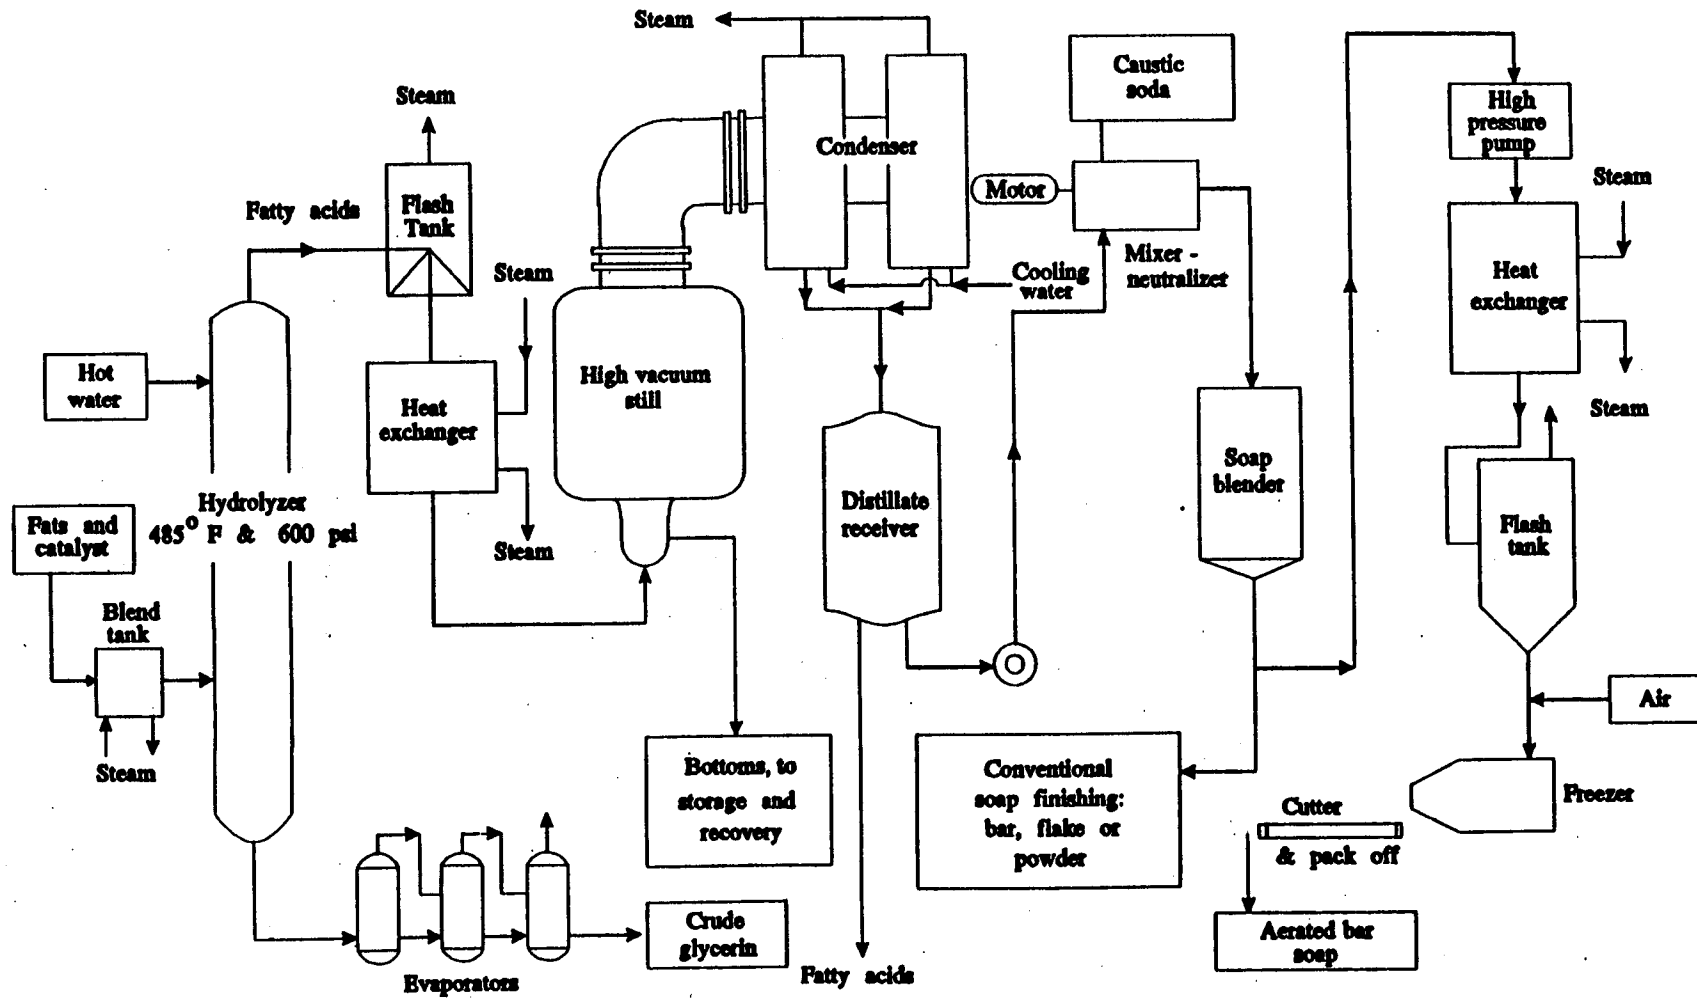 Steam
Caustic
soda
Steam
High
pressure
pump
Condenser
Flash
Tank
Motor
Steam
Fatty acids
Mixer -
neutralizer
Steam
Cooling
water
Heat
exchanger
Hot
water
High vacuum
still
Heat
exchanger
Steam
Soap
blender
Hydrolyzer
485° F & 600 psi
Distillate
receiver
Fats and
catalyst
Flash
tank
Steam
Blend
tank
Air
Steam
Bottoms, to
storage and
recovery
Conventional
soap finishing:
bar, flake or
powder
Freezer
Cutter
& pack off
Crude
glycerin
Aerated bar
soap
Evaporators
Fatty acids